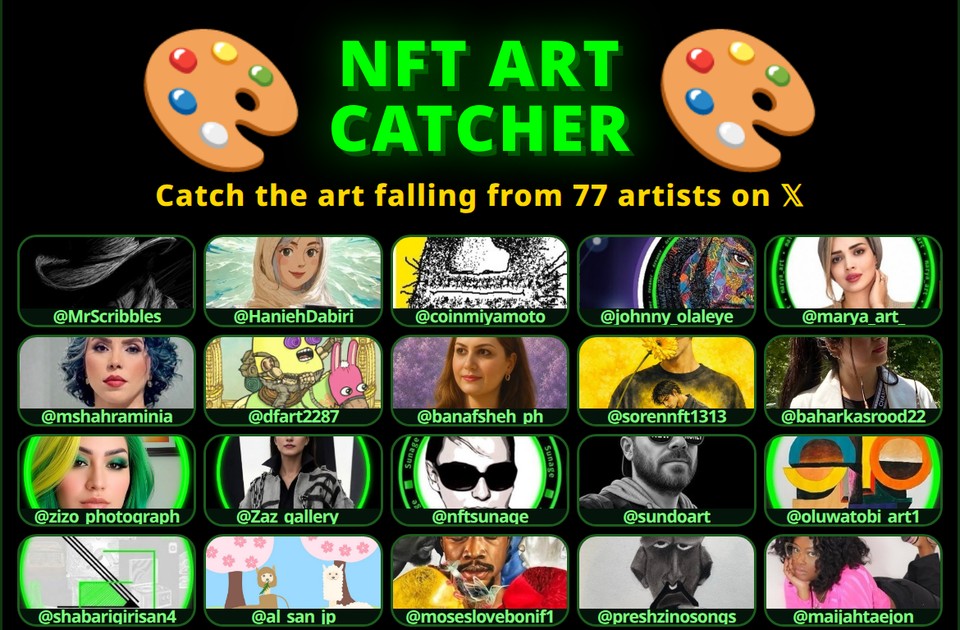 NFT ART
CATCHER
Catch the art falling from 77 artists on 𝕏
@MrScribbles
@HaniehDabiri
@coinmiyamoto
@johnny_olaleye
@marya_art_
@mshahraminia
@dfart2287
@banafsheh_ph
@sorennft1313
@baharkasrood22
@zizo_photograph
@Zaz_gallery
Sunage
@nftsunage
@sundoart
@oluwatobi_art1
@shabarigirisan4
@al_san_jp
@moseslovebonif1
@preshzinosongs
@maijahtaejon